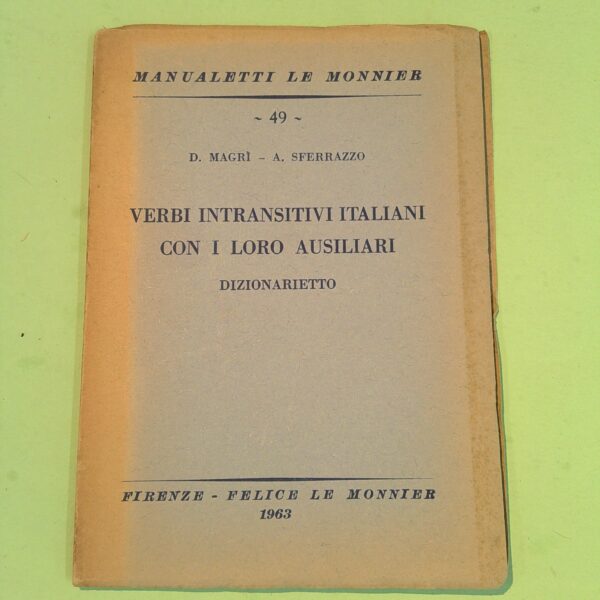 MANUALETTI LE MONNIER
~ 49 ~
D. MAGRÌ - A. SFERRAZZO
VERBI INTRANSITIVI ITALIANI
CON I LORO AUSILIARI
DIZIONARIETTO
FIRENZE - FELICE LE MONNIER
1963